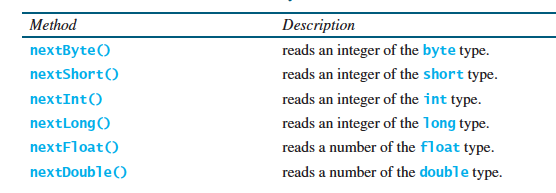 Method Description
nextByte() reads an integer of the byte type.
nextShort() reads an integer of the short type.
nextInt() reads an integer of the int type.
nextLong() reads an integer of the long type.
nextFloat() reads a number of the float type.
nextDouble() reads a number of the double type.